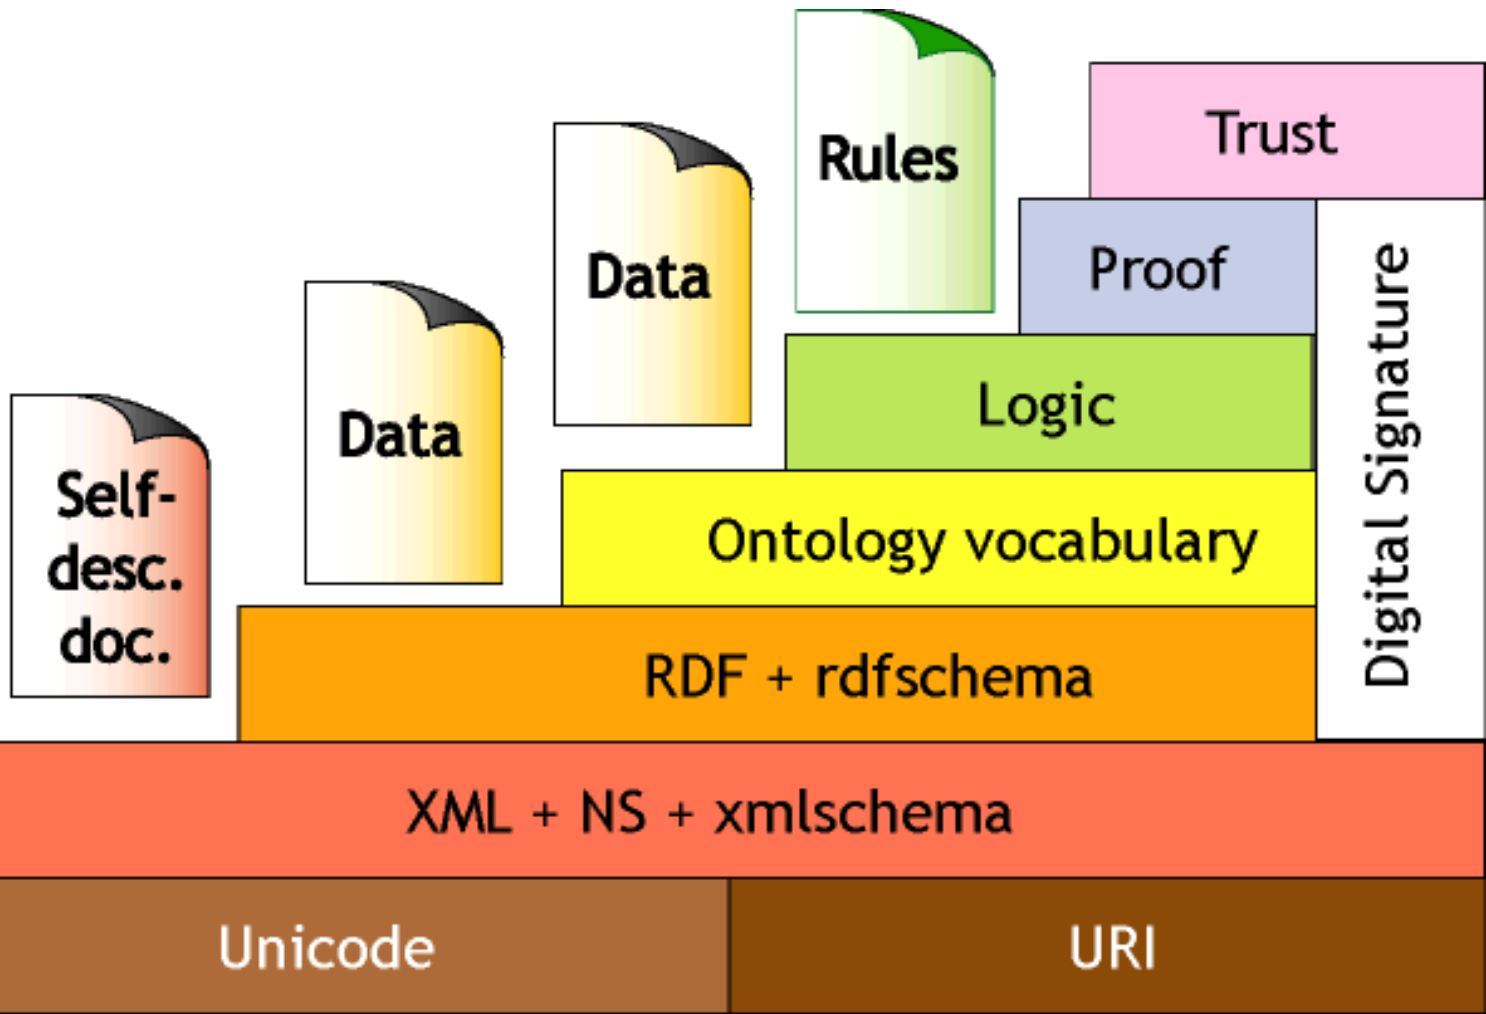 Rules
Trust
Data
Proof
Data
Logic
Digital Signature
Self-
desc.
doc.
Ontology vocabulary
RDF + rdfschema
XML + NS + xmlschema
Unicode
URI